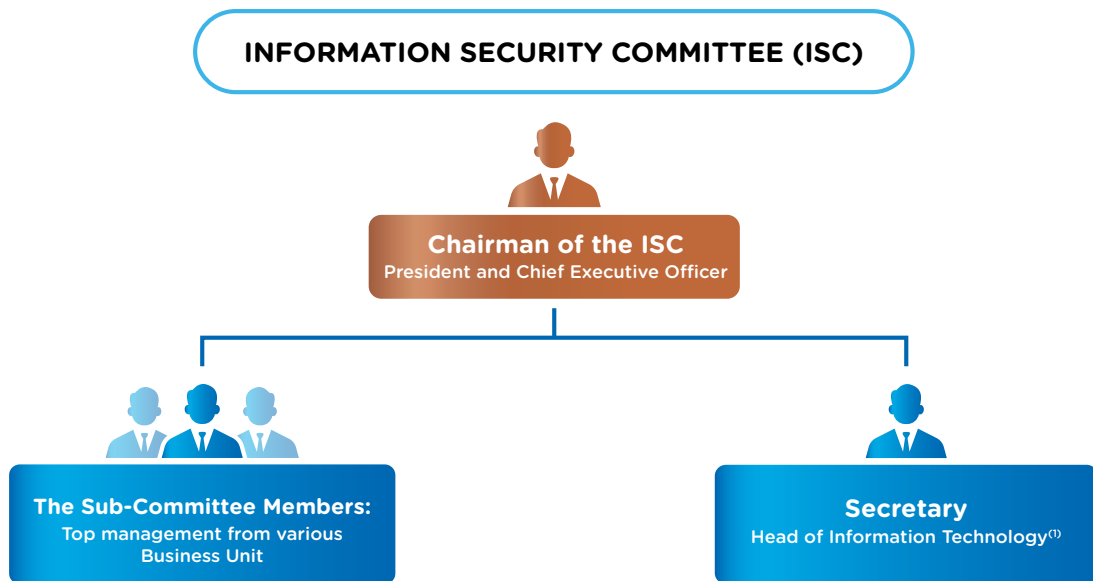 INFORMATION SECURITY COMMITTEE (ISC)
Chairman of the ISC
President and Chief Executive Officer
The Sub-Committee Members:
Top management from various
Business Unit
Secretary
Head of Information Technology⁽¹⁾